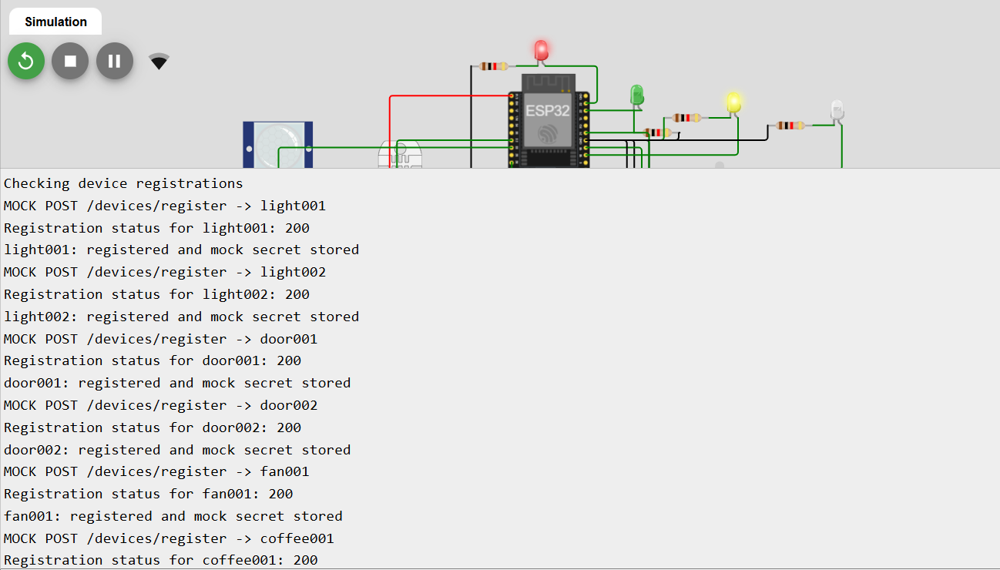 Simulation
ESP32
Checking device registrations
MOCK POST /devices/register -> light001
Registration status for light001: 200
light001: registered and mock secret stored
MOCK POST /devices/register -> light002
Registration status for light002: 200
light002: registered and mock secret stored
MOCK POST /devices/register -> door001
Registration status for door001: 200
door001: registered and mock secret stored
MOCK POST /devices/register -> door002
Registration status for door002: 200
door002: registered and mock secret stored
MOCK POST /devices/register -> fan001
Registration status for fan001: 200
fan001: registered and mock secret stored
MOCK POST /devices/register -> coffee001
Registration status for coffee001: 200